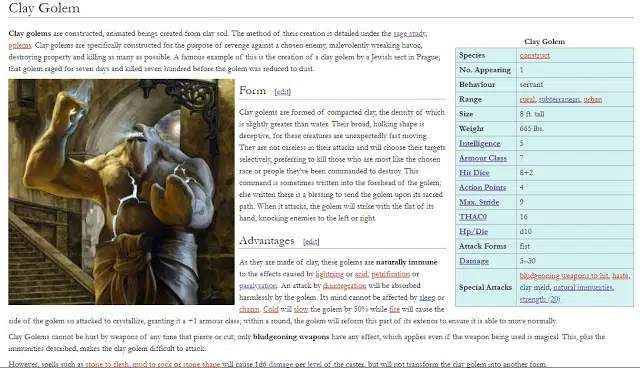 Clay Golem
Clay golems are constructed, animated beings created from clay soil. The method of their creation is detailed under the sage study,
golems. Clay golems are specifically constructed for the purpose of revenge against a chosen enemy, malevolently wreaking havoc,
destroying property and killing as many as possible. A famous example of this is the creation of a clay golem by a Jewish sect in Prague;
that golem raged for seven days and killed seven hundred before the golem was reduced to dust.
Clay Golem
Species construct
No. Appearing 1
Behaviour servant
Range rural, subterranean, urban
Size 8 ft. tall
Weight 665 lbs.
Intelligence 5
Armour Class 7
Hit Dice 8+2
Action Points 4
Max. Stride 9
THAC0 16
Hp/Die d10
Attack Forms fist
Damage 3–30
Special Attacks bludgeoning weapons to hit, haste,
clay-meld, natural immunities,
strength (20)
Form [edit]
Clay golems are formed of compacted clay, the density of which
is slightly greater than water. Their broad, hulking shape is
deceptive, for these creatures are unexpectedly fast moving.
They are not careless in their attacks and will choose their targets
selectively, preferring to kill those who are most like the chosen
race or people they've been commanded to destroy. This
command is sometimes written into the forehead of the golem;
else written there is a blessing to send the golem upon its sacred
path. When it attacks, the golem will strike with the flat of its
hand, knocking enemies to the left or right.
Advantages [edit]
As they are made of clay, these golems are naturally immune
to the effects caused by lightning or acid, petrification or
paralysation. An attack by disintegration will be absorbed
harmlessly by the golem. Its mind cannot be affected by sleep or
charm. Cold will slow the golem by 50% while fire will cause the
side of the golem so attacked to crystallize, granting it a +1 armour class; within a round, the golem will reform this part of its exterior to ensure it is able to move normally.
Clay Golems cannot be hurt by weapons of any time that pierce or cut; only bludgeoning weapons have any effect, which applies even if the weapon being used is magical. This, plus the
immunities described, makes the clay golem difficult to attack.
However, spells such as stone to flesh, mud to rock or stone shape will cause 1d6 damage per level of the caster, but will not transform the clay golem into another form.